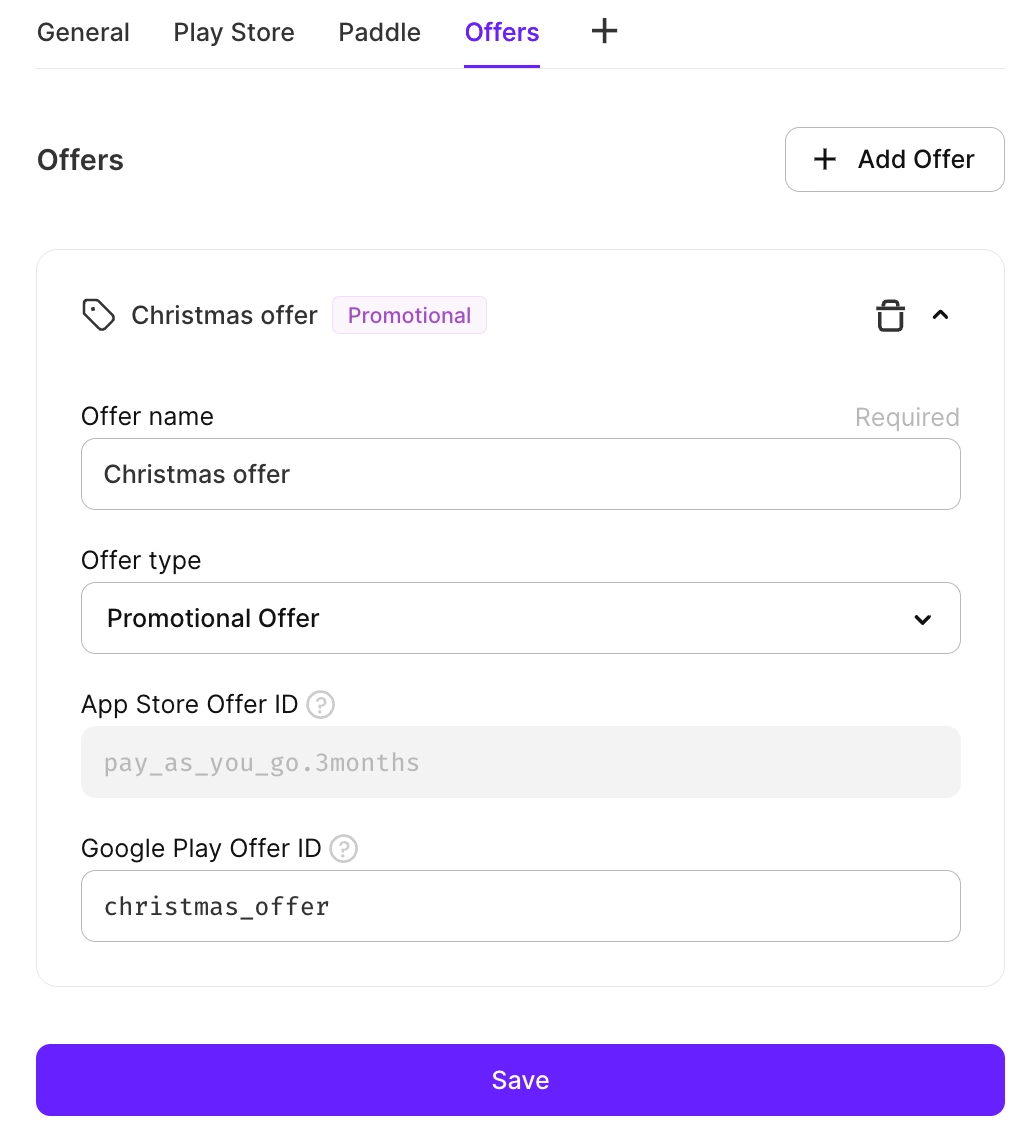 General Play Store Paddle Offers
Offers
Add Offer
Christmas offer Promotional
Offer name Required
Christmas offer
Offer type
Promotional Offer
App Store Offer ID ?
pay_as_you_go.3months
Google Play Offer ID ?
christmas_offer
Save